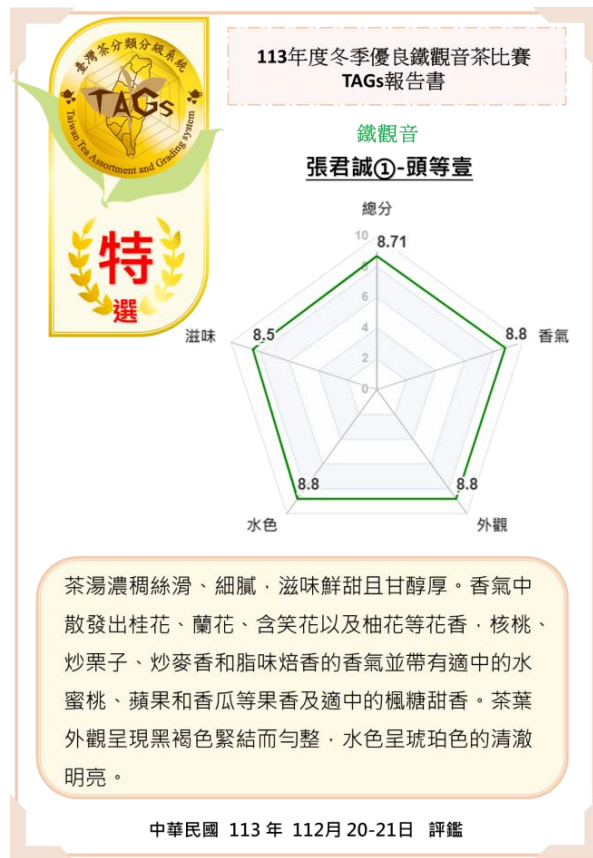 臺灣茶分類分級系統
TAGs
Taiwan Tea Assortment and Grading system
特
選
113年度冬季優良鐵觀音茶比賽
TAGs報告書
鐵觀音
張君誠①-頭等壹
總分
10
8.71
8
6
4
2
0
滋味
8.5
8.8
香氣
8.8
8.8
水色
外觀
茶湯濃稠絲滑、細膩，滋味鮮甜且甘醇厚。香氣中
散發出桂花、蘭花、含笑花以及柚花等花香，核桃、
炒栗子、炒麥香和脂味焙香的香氣並帶有適中的水
蜜桃、蘋果和香瓜等果香及適中的楓糖甜香。茶葉
外觀呈現黑褐色緊結而勻整，水色呈琥珀色的清澈
明亮。
中華民國 113 年 112月 20-21日 評鑑